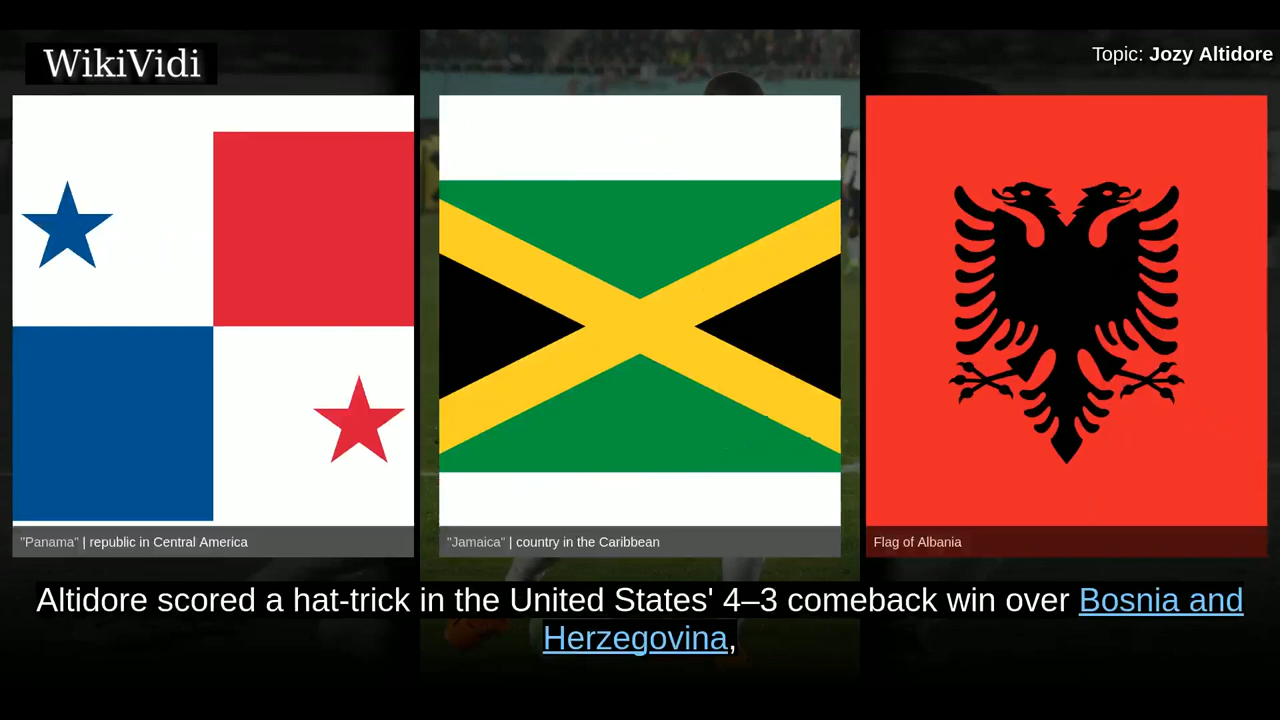 WikiVidi
Topic: Jozy Altidore
"Panama" | republic in Central America
"Jamaica" | country in the Caribbean
Flag of Albania
Altidore scored a hat-trick in the United States' 4–3 comeback win over Bosnia and
Herzegovina,